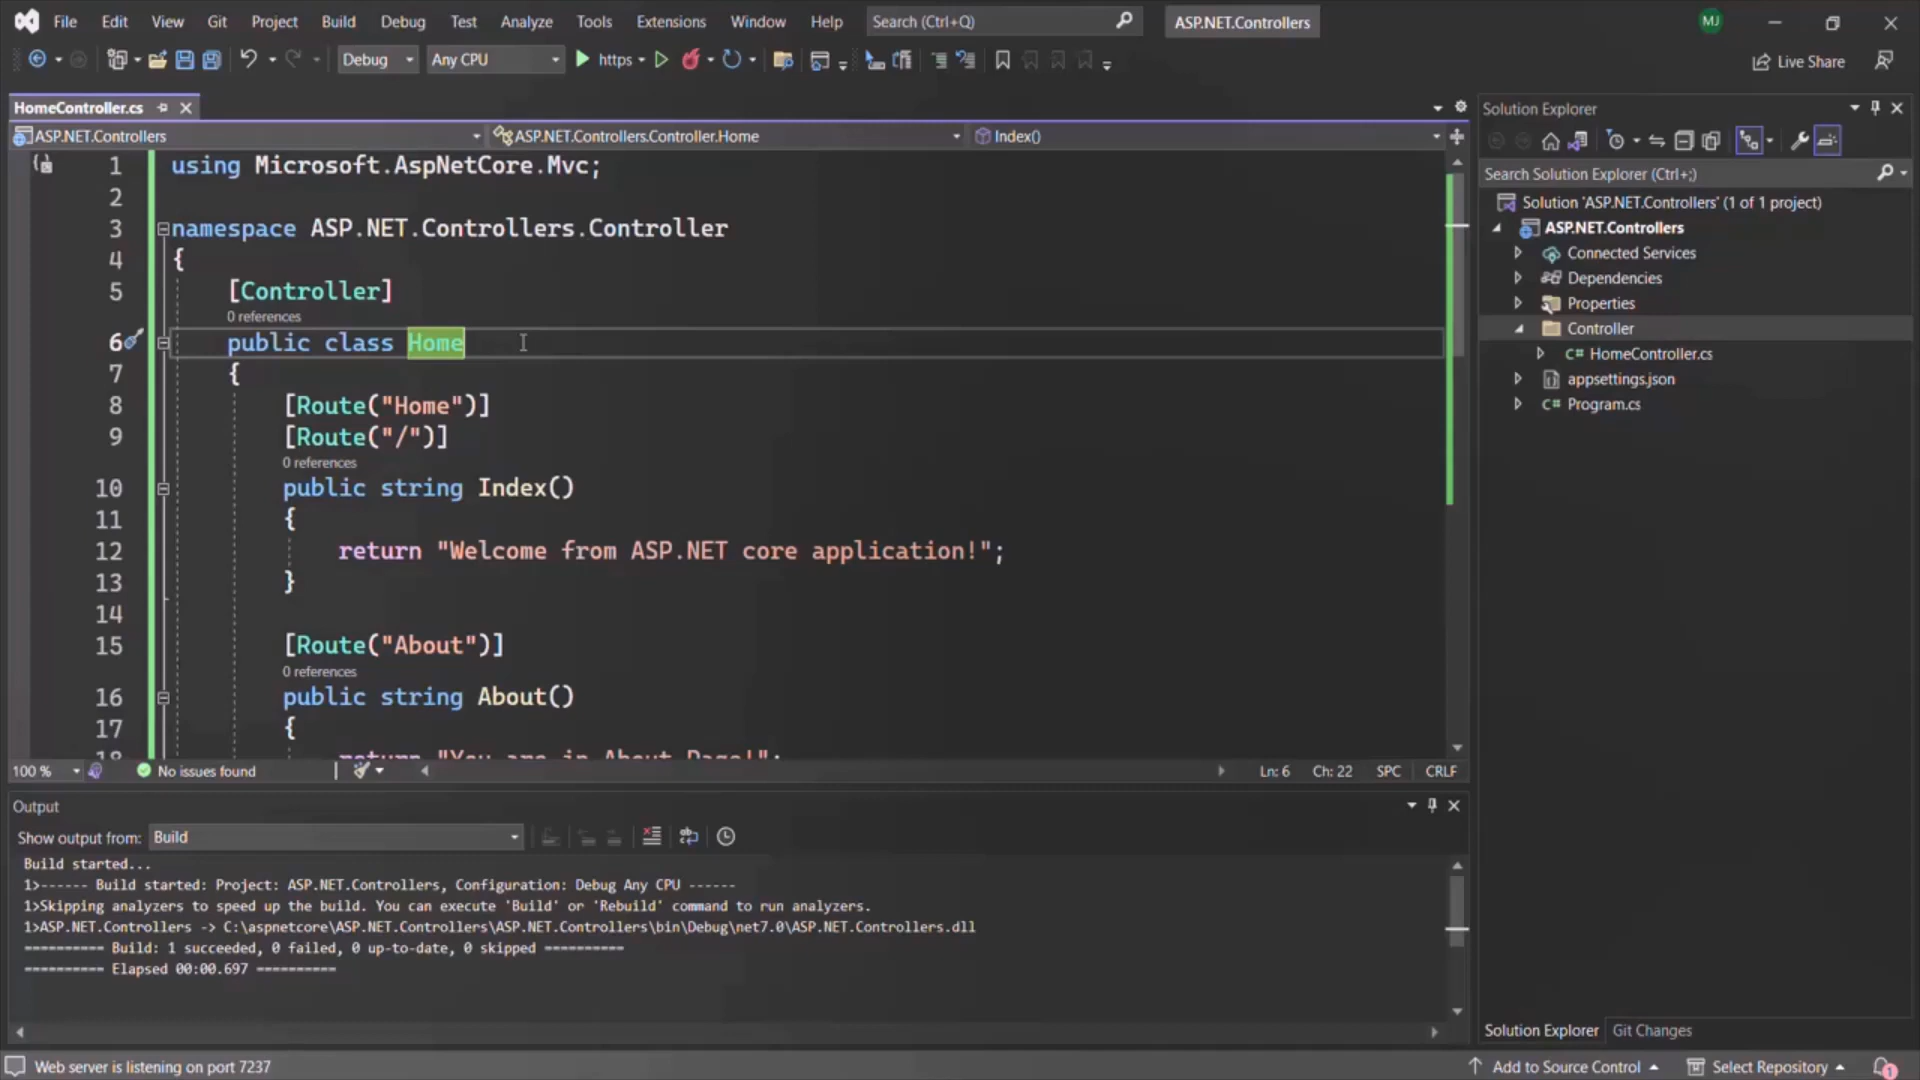 File Edit View Git Project Build Debug Test Analyze Tools Extensions Window Help Search (Ctrl+Q) ASP.NET.Controllers MJ
Debug Any CPU https Live Share
HomeController.cs
ASP.NET.Controllers ASP.NET.Controllers.Controller.Home Index()
1 using Microsoft.AspNetCore.Mvc;
2
3 namespace ASP.NET.Controllers.Controller
4 {
5 [Controller]
0 references
6 public class Home
7 {
8 [Route("Home")]
9 [Route("/")]
0 references
10 public string Index()
11 {
12 return "Welcome from ASP.NET core application!";
13 }
14
15 [Route("About")]
0 references
16 public string About()
17 {
18 return "You are in About Page!";
100 % No issues found Ln: 6 Ch: 22 SPC CRLF
Output
Show output from: Build
Build started...
1>------ Build started: Project: ASP.NET.Controllers, Configuration: Debug Any CPU ------
1>Skipping analyzers to speed up the build. You can execute 'Build' or 'Rebuild' command to run analyzers.
1>ASP.NET.Controllers -> C:\aspnetcore\ASP.NET.Controllers\ASP.NET.Controllers\bin\Debug\net7.0\ASP.NET.Controllers.dll
========== Build: 1 succeeded, 0 failed, 0 up-to-date, 0 skipped ==========
========== Elapsed 00:00.697 ==========
Solution Explorer
Search Solution Explorer (Ctrl+;)
Solution 'ASP.NET.Controllers' (1 of 1 project)
ASP.NET.Controllers
Connected Services
Dependencies
Properties
Controller
C# HomeController.cs
appsettings.json
C# Program.cs
Solution Explorer Git Changes
Web server is listening on port 7237 Add to Source Control Select Repository 1